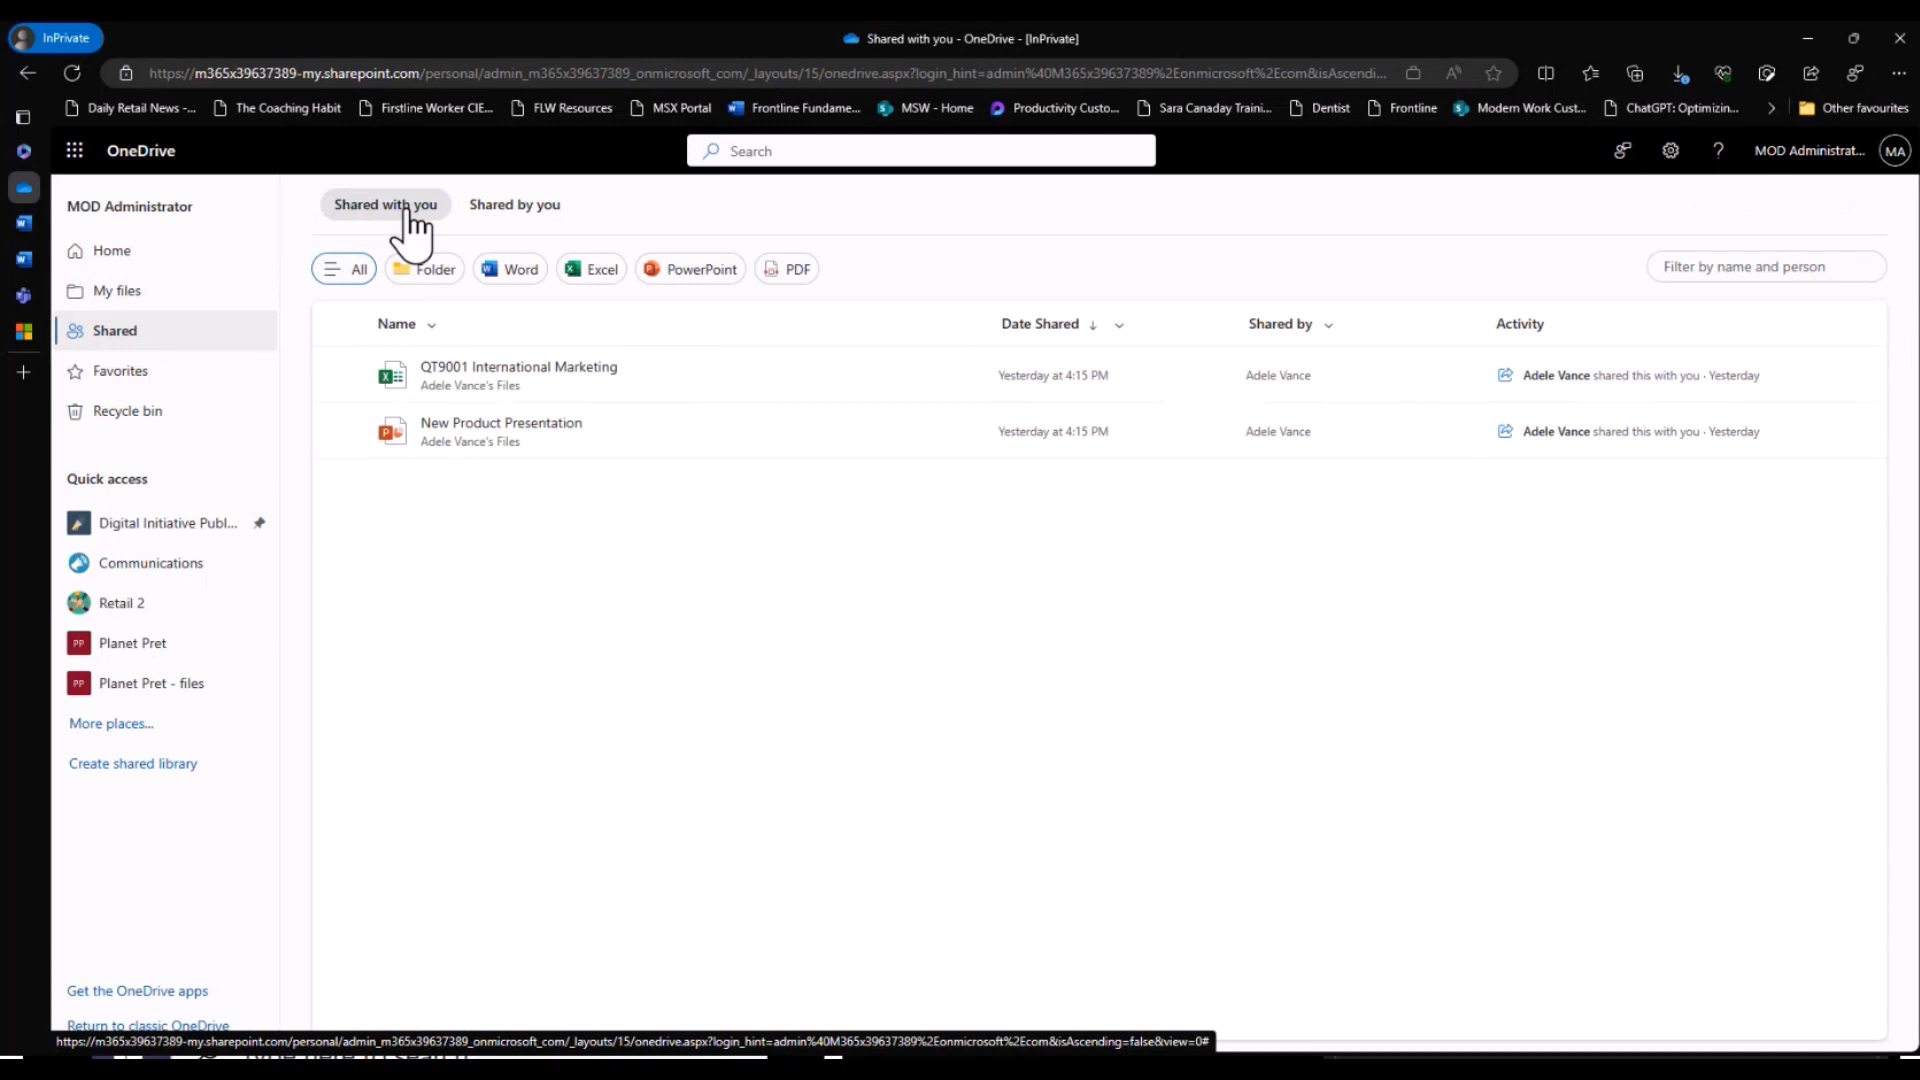 InPrivate
Shared with you - OneDrive - [InPrivate]
https://m365x39637389-my.sharepoint.com/personal/admin_m365x39637389_onmicrosoft_com/_layouts/15/onedrive.aspx?login_hint=admin%40M365x39637389%2Eonmicrosoft%2Ecom&isAscendi...
Daily Retail News -... The Coaching Habit Firstline Worker CIE... FLW Resources MSX Portal Frontline Fundame... MSW - Home Productivity Custo... Sara Canaday Traini... Dentist Frontline Modern Work Cust... ChatGPT: Optimizin... Other favourites
OneDrive
Search
MOD Administrat...
MA
MOD Administrator
Home
My files
Shared
Favorites
Recycle bin
Quick access
Digital Initiative Publ...
Communications
Retail 2
PP Planet Pret
PP Planet Pret - files
More places...
Create shared library
Get the OneDrive apps
Return to classic OneDrive
Shared with you Shared by you
All Folder Word Excel PowerPoint PDF
Filter by name and person
Name Date Shared Shared by Activity
QT9001 International Marketing
Adele Vance's Files
Yesterday at 4:15 PM Adele Vance Adele Vance shared this with you · Yesterday
New Product Presentation
Adele Vance's Files
Yesterday at 4:15 PM Adele Vance Adele Vance shared this with you · Yesterday
https://m365x39637389-my.sharepoint.com/personal/admin_m365x39637389_onmicrosoft_com/_layouts/15/onedrive.aspx?login_hint=admin%40M365x39637389%2Eonmicrosoft%2Ecom&isAscending=false&view=0#